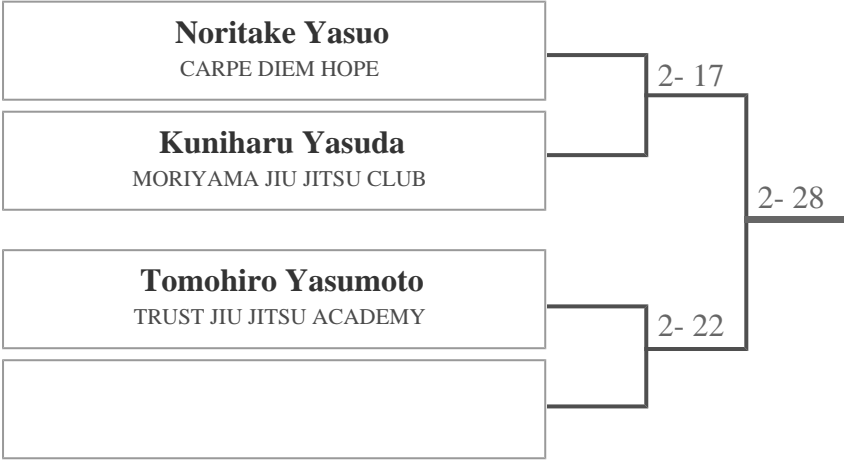 Noritake Yasuo
CARPE DIEM HOPE
2- 17
Kuniharu Yasuda
MORIYAMA JIU JITSU CLUB
2- 28
Tomohiro Yasumoto
TRUST JIU JITSU ACADEMY
2- 22